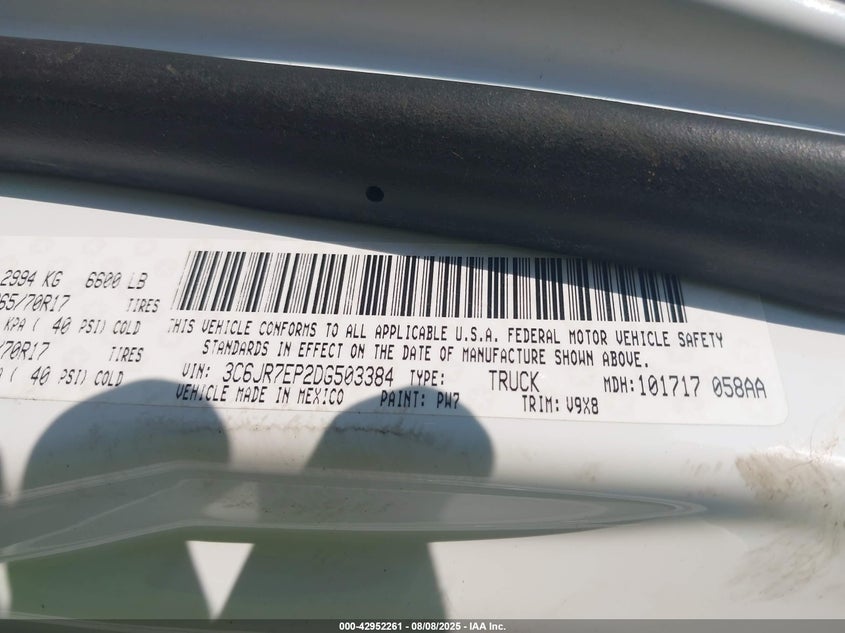 2994 KG 6600 LB
65/70R17 TIRES
KPA ( 40 PSI) COLD
/70R17 TIRES
A ( 40 PSI) COLD
THIS VEHICLE CONFORMS TO ALL APPLICABLE U.S.A. FEDERAL MOTOR VEHICLE SAFETY
STANDARDS IN EFFECT ON THE DATE OF MANUFACTURE SHOWN ABOVE.
VIN: 3C6JR7EP2DG503384 TYPE: TRUCK MDH: 101717 058AA
VEHICLE MADE IN MEXICO PAINT: PW7 TRIM: V9X8
000-42952261 - 08/08/2025 - IAA Inc.